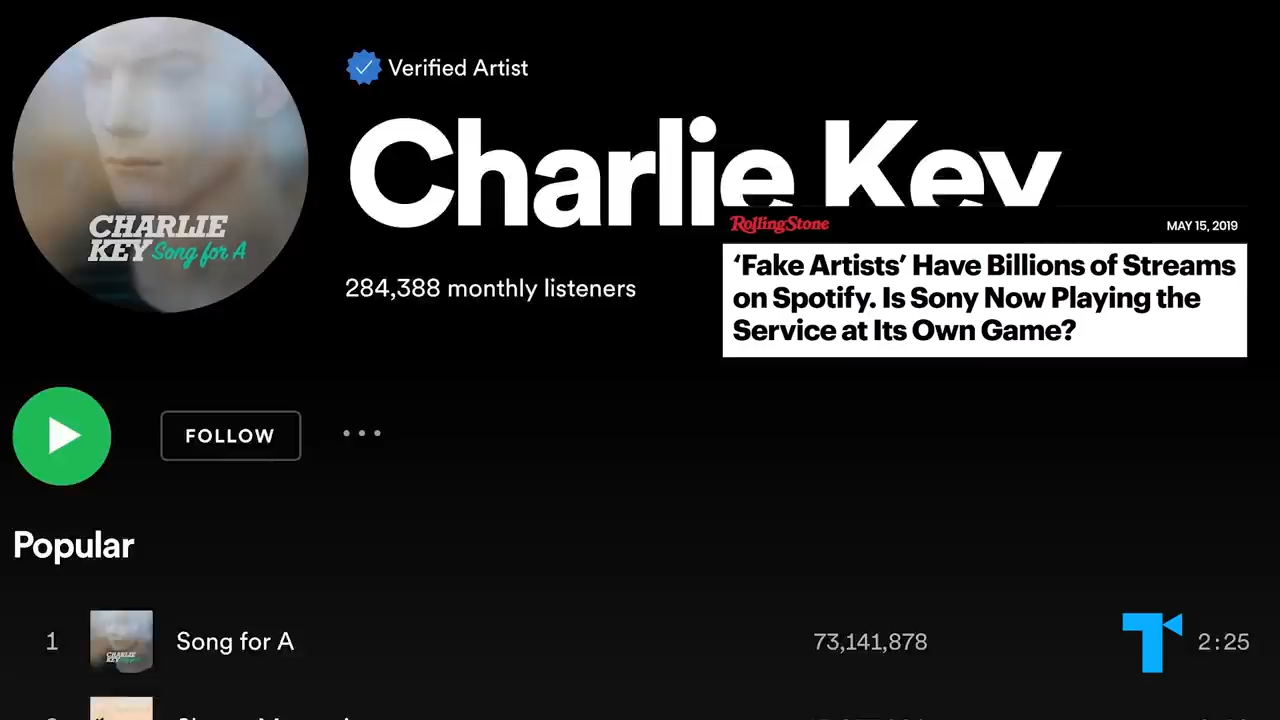 Verified Artist
Charlie Key
284,388 monthly listeners
CHARLIE
KEY Song for A
RollingStone
MAY 15, 2019
‘Fake Artists’ Have Billions of Streams
on Spotify. Is Sony Now Playing the
Service at Its Own Game?
FOLLOW
Popular
1 Song for A 73,141,878 2:25